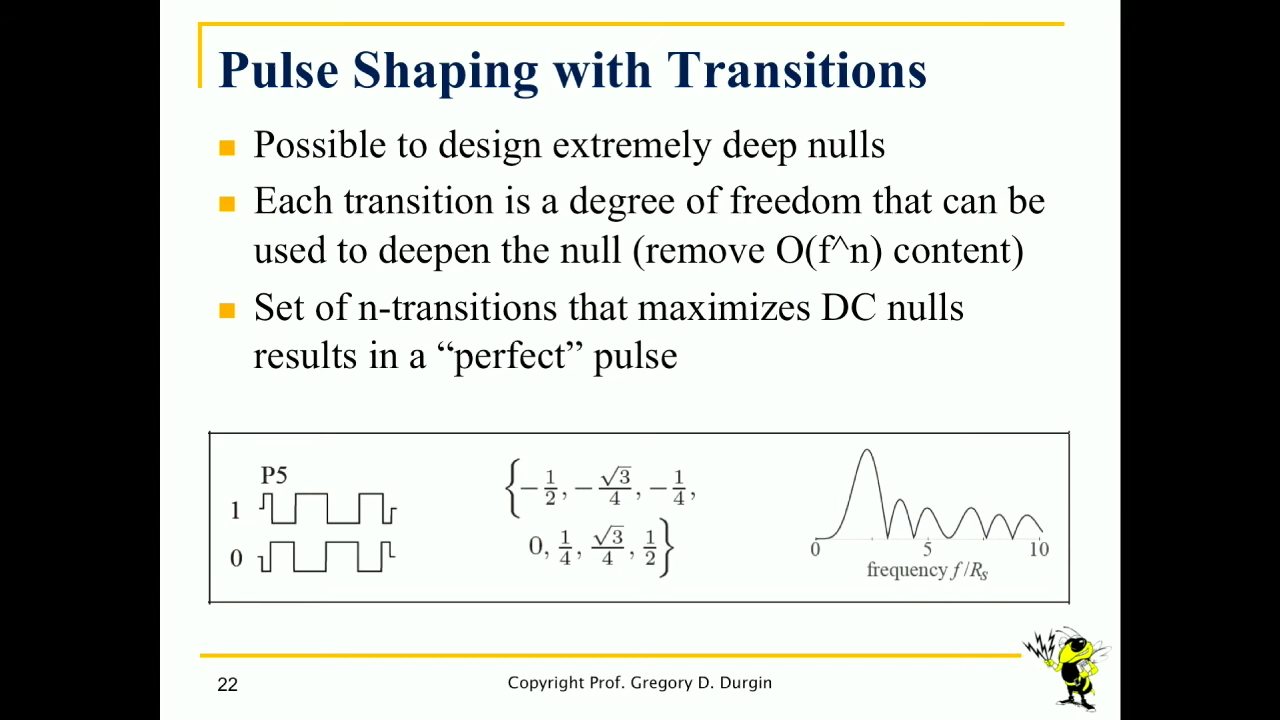 Pulse Shaping with Transitions
Possible to design extremely deep nulls
Each transition is a degree of freedom that can be
used to deepen the null (remove O(f^n) content)
Set of n-transitions that maximizes DC nulls
results in a “perfect” pulse
P5
1
0
{−1/2, −√3/4, −1/4,
0, 1/4, √3/4, 1/2}
0 5 10
frequency f/Rs
22
Copyright Prof. Gregory D. Durgin